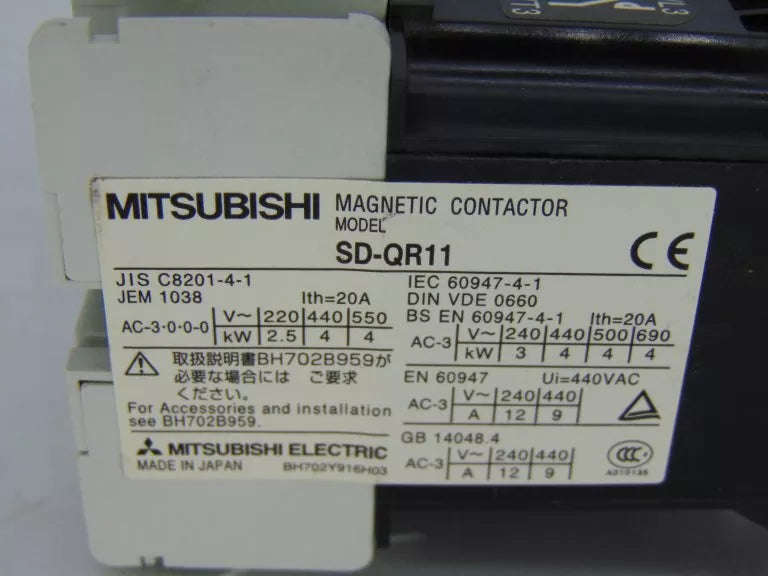 T3
L3
MITSUBISHI MAGNETIC CONTACTOR
MODEL
SD-QR11
CE
JIS C8201-4-1
JEM 1038 Ith=20A
AC-3·0·0-0 V~ 220 440 550
kW 2.5 4 4
取扱説明書BH702B959が
必要な場合には ご要求
ください。
For Accessories and installation
see BH702B959.
MITSUBISHI ELECTRIC
MADE IN JAPAN BH702Y916H03
IEC 60947-4-1
DIN VDE 0660
BS EN 60947-4-1 Ith=20A
AC-3 V~ 240 440 500 690
kW 3 4 4 4
EN 60947 Ui=440VAC
AC-3 V~ 240 440
A 12 9
GB 14048.4
AC-3 V~ 240 440
A 12 9
CCC
A010135